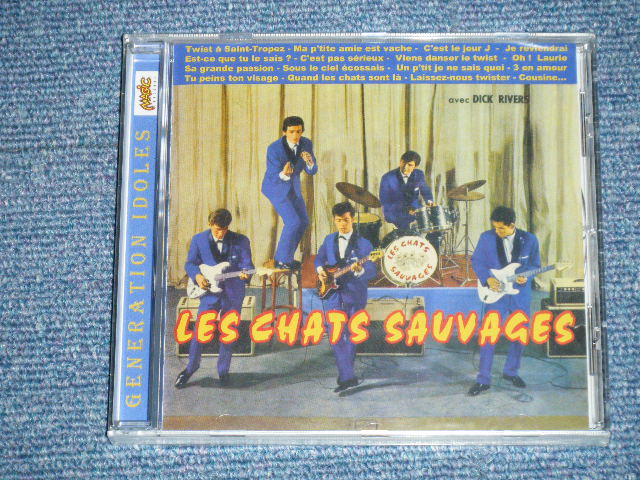 Twist à Saint-Tropez - Ma p'tite amie est vache - C'est le jour J - Je reviendrai
Est-ce que tu le sais ? - C'est pas sérieux - Viens danser le twist - Oh ! Laurie
Sa grande passion - Sous le ciel écossais - Un p'tit je ne sais quoi - 3 en amour
Tu peins ton visage - Quand les chats sont là - Laissez-nous twister - Cousine...
avec DICK RIVERS
MAGIC
RECORDS
GENERATION IDOLES
LES CHATS
SAUVAGES
LES CHATS SAUVAGES